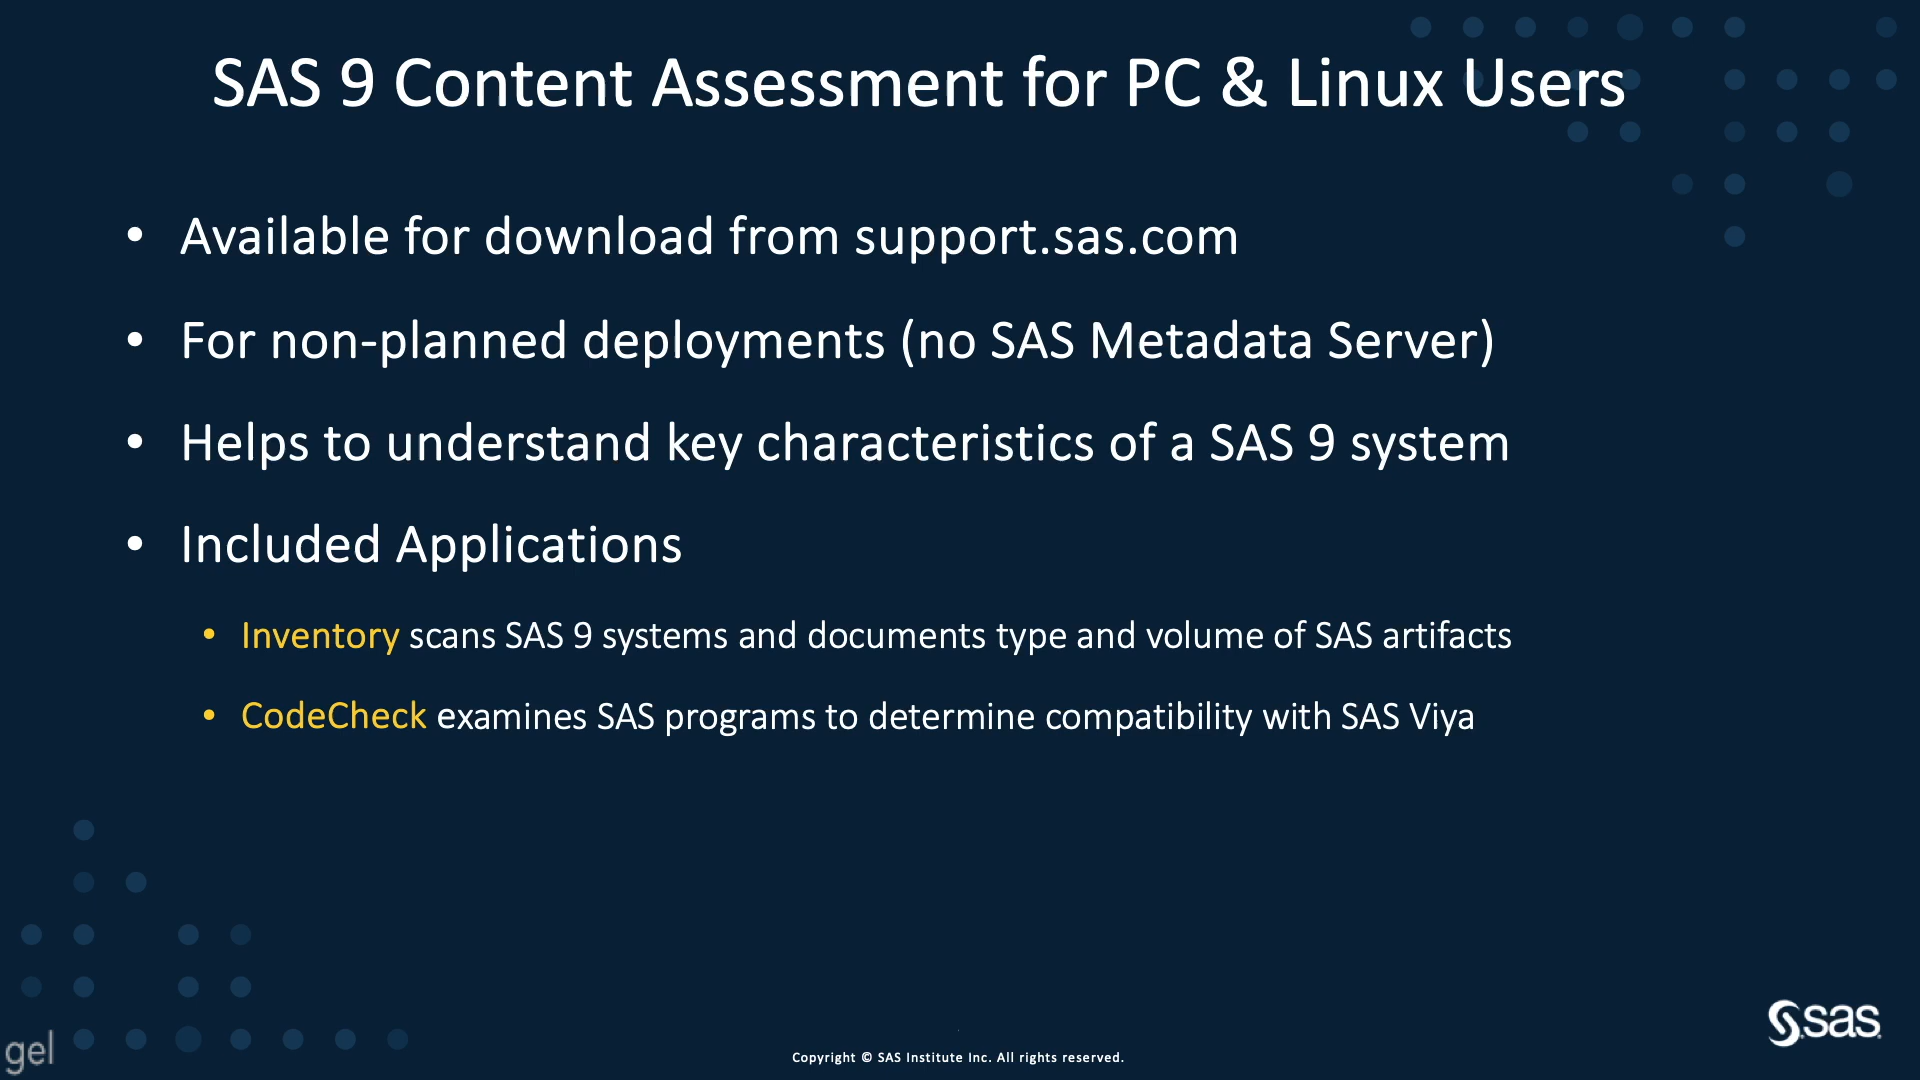 SAS 9 Content Assessment for PC & Linux Users
• Available for download from support.sas.com
• For non-planned deployments (no SAS Metadata Server)
• Helps to understand key characteristics of a SAS 9 system
• Included Applications
• Inventory scans SAS 9 systems and documents type and volume of SAS artifacts
• CodeCheck examines SAS programs to determine compatibility with SAS Viya
sas
gel
Copyright © SAS Institute Inc. All rights reserved.